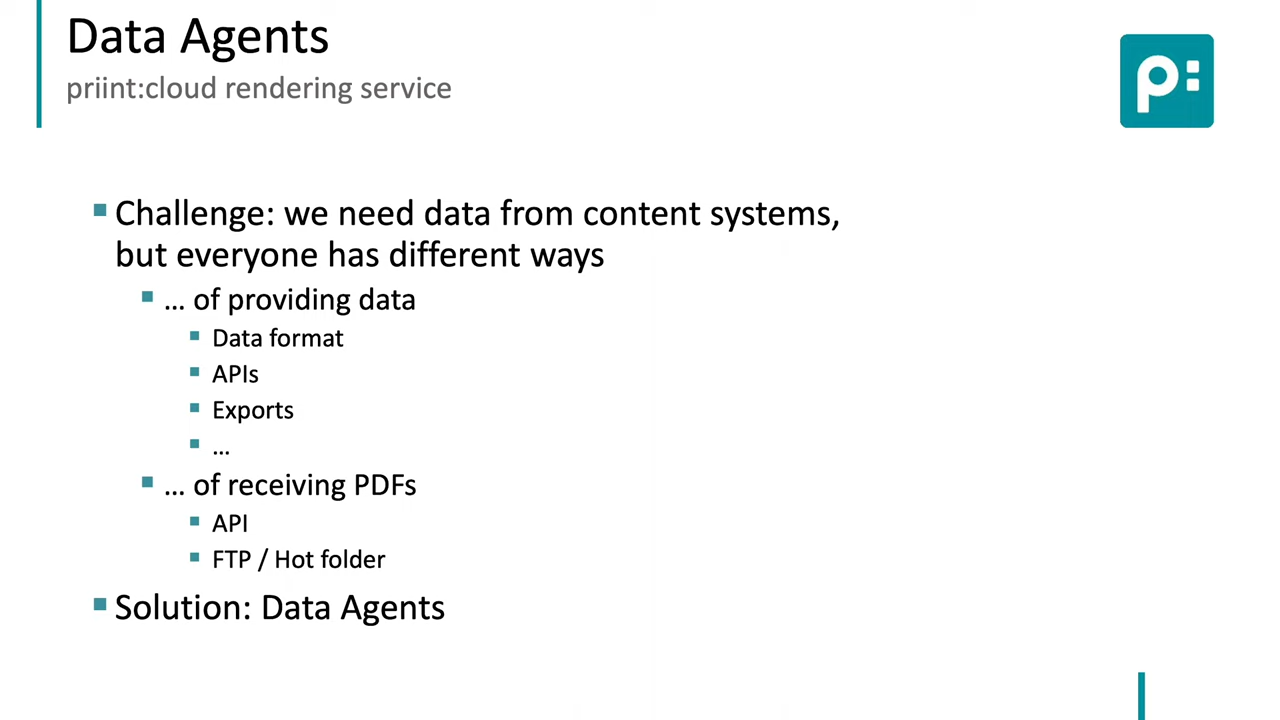 Data Agents
priint:cloud rendering service
p:
Challenge: we need data from content systems,
but everyone has different ways
… of providing data
Data format
APIs
Exports
…
… of receiving PDFs
API
FTP / Hot folder
Solution: Data Agents